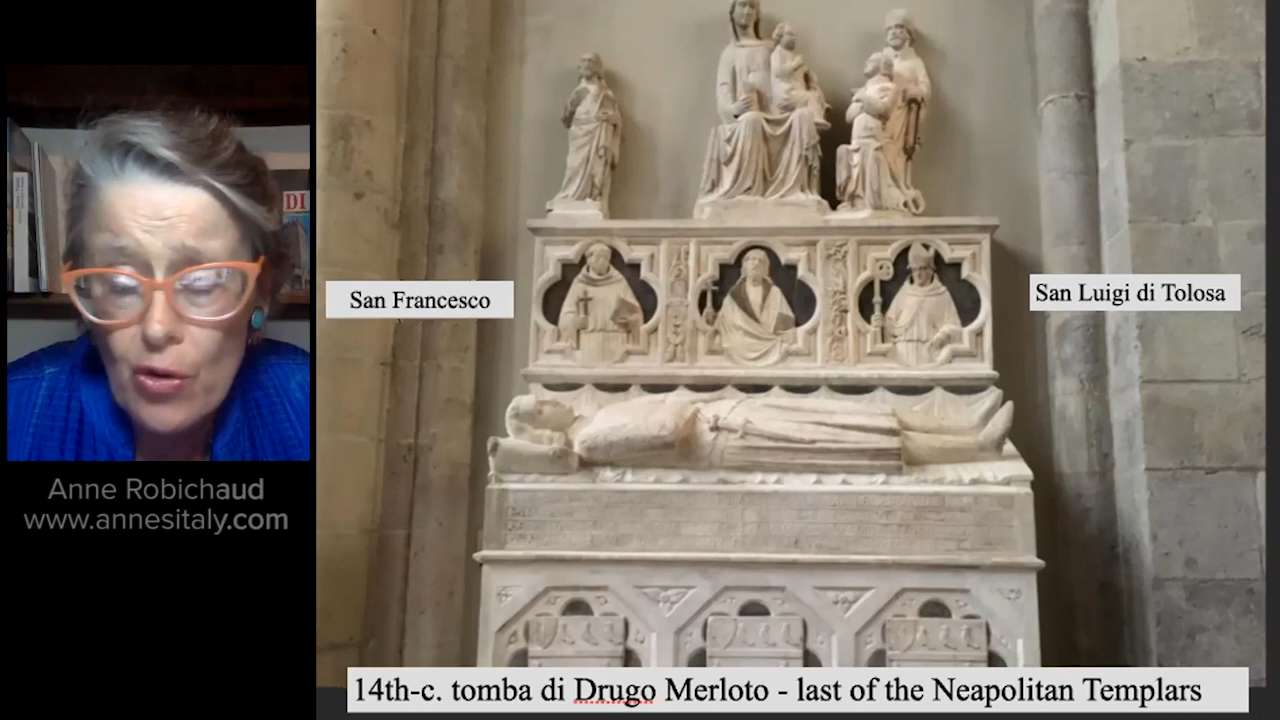 DI
Anne Robichaud
www.annesitaly.com
San Francesco
San Luigi di Tolosa
14th-c. tomba di Drugo Merloto - last of the Neapolitan Templars